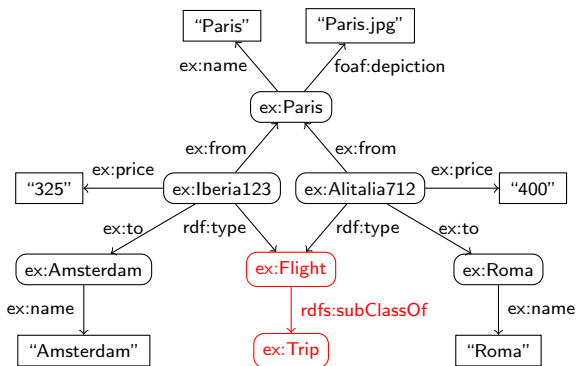 “Paris”
“Paris.jpg”
ex:name
foaf:depiction
ex:Paris
ex:from
ex:from
ex:price
ex:price
“325”
ex:Iberia123
ex:Alitalia712
“400”
ex:to
rdf:type
rdf:type
ex:to
ex:Amsterdam
ex:Flight
ex:Roma
ex:name
rdfs:subClassOf
ex:name
“Amsterdam”
ex:Trip
“Roma”